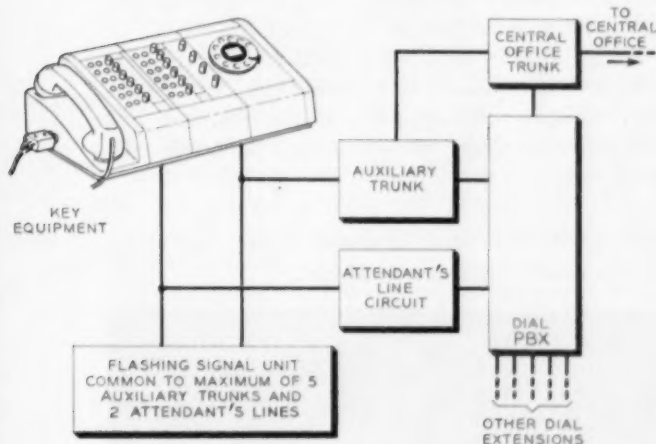 TO
CENTRAL
OFFICE
CENTRAL
OFFICE
TRUNK
KEY
EQUIPMENT
AUXILIARY
TRUNK
ATTENDANT'S
LINE
CIRCUIT
DIAL
PBX
FLASHING SIGNAL UNIT
COMMON TO MAXIMUM OF 5
AUXILIARY TRUNKS AND
2 ATTENDANT'S LINES
OTHER DIAL
EXTENSIONS